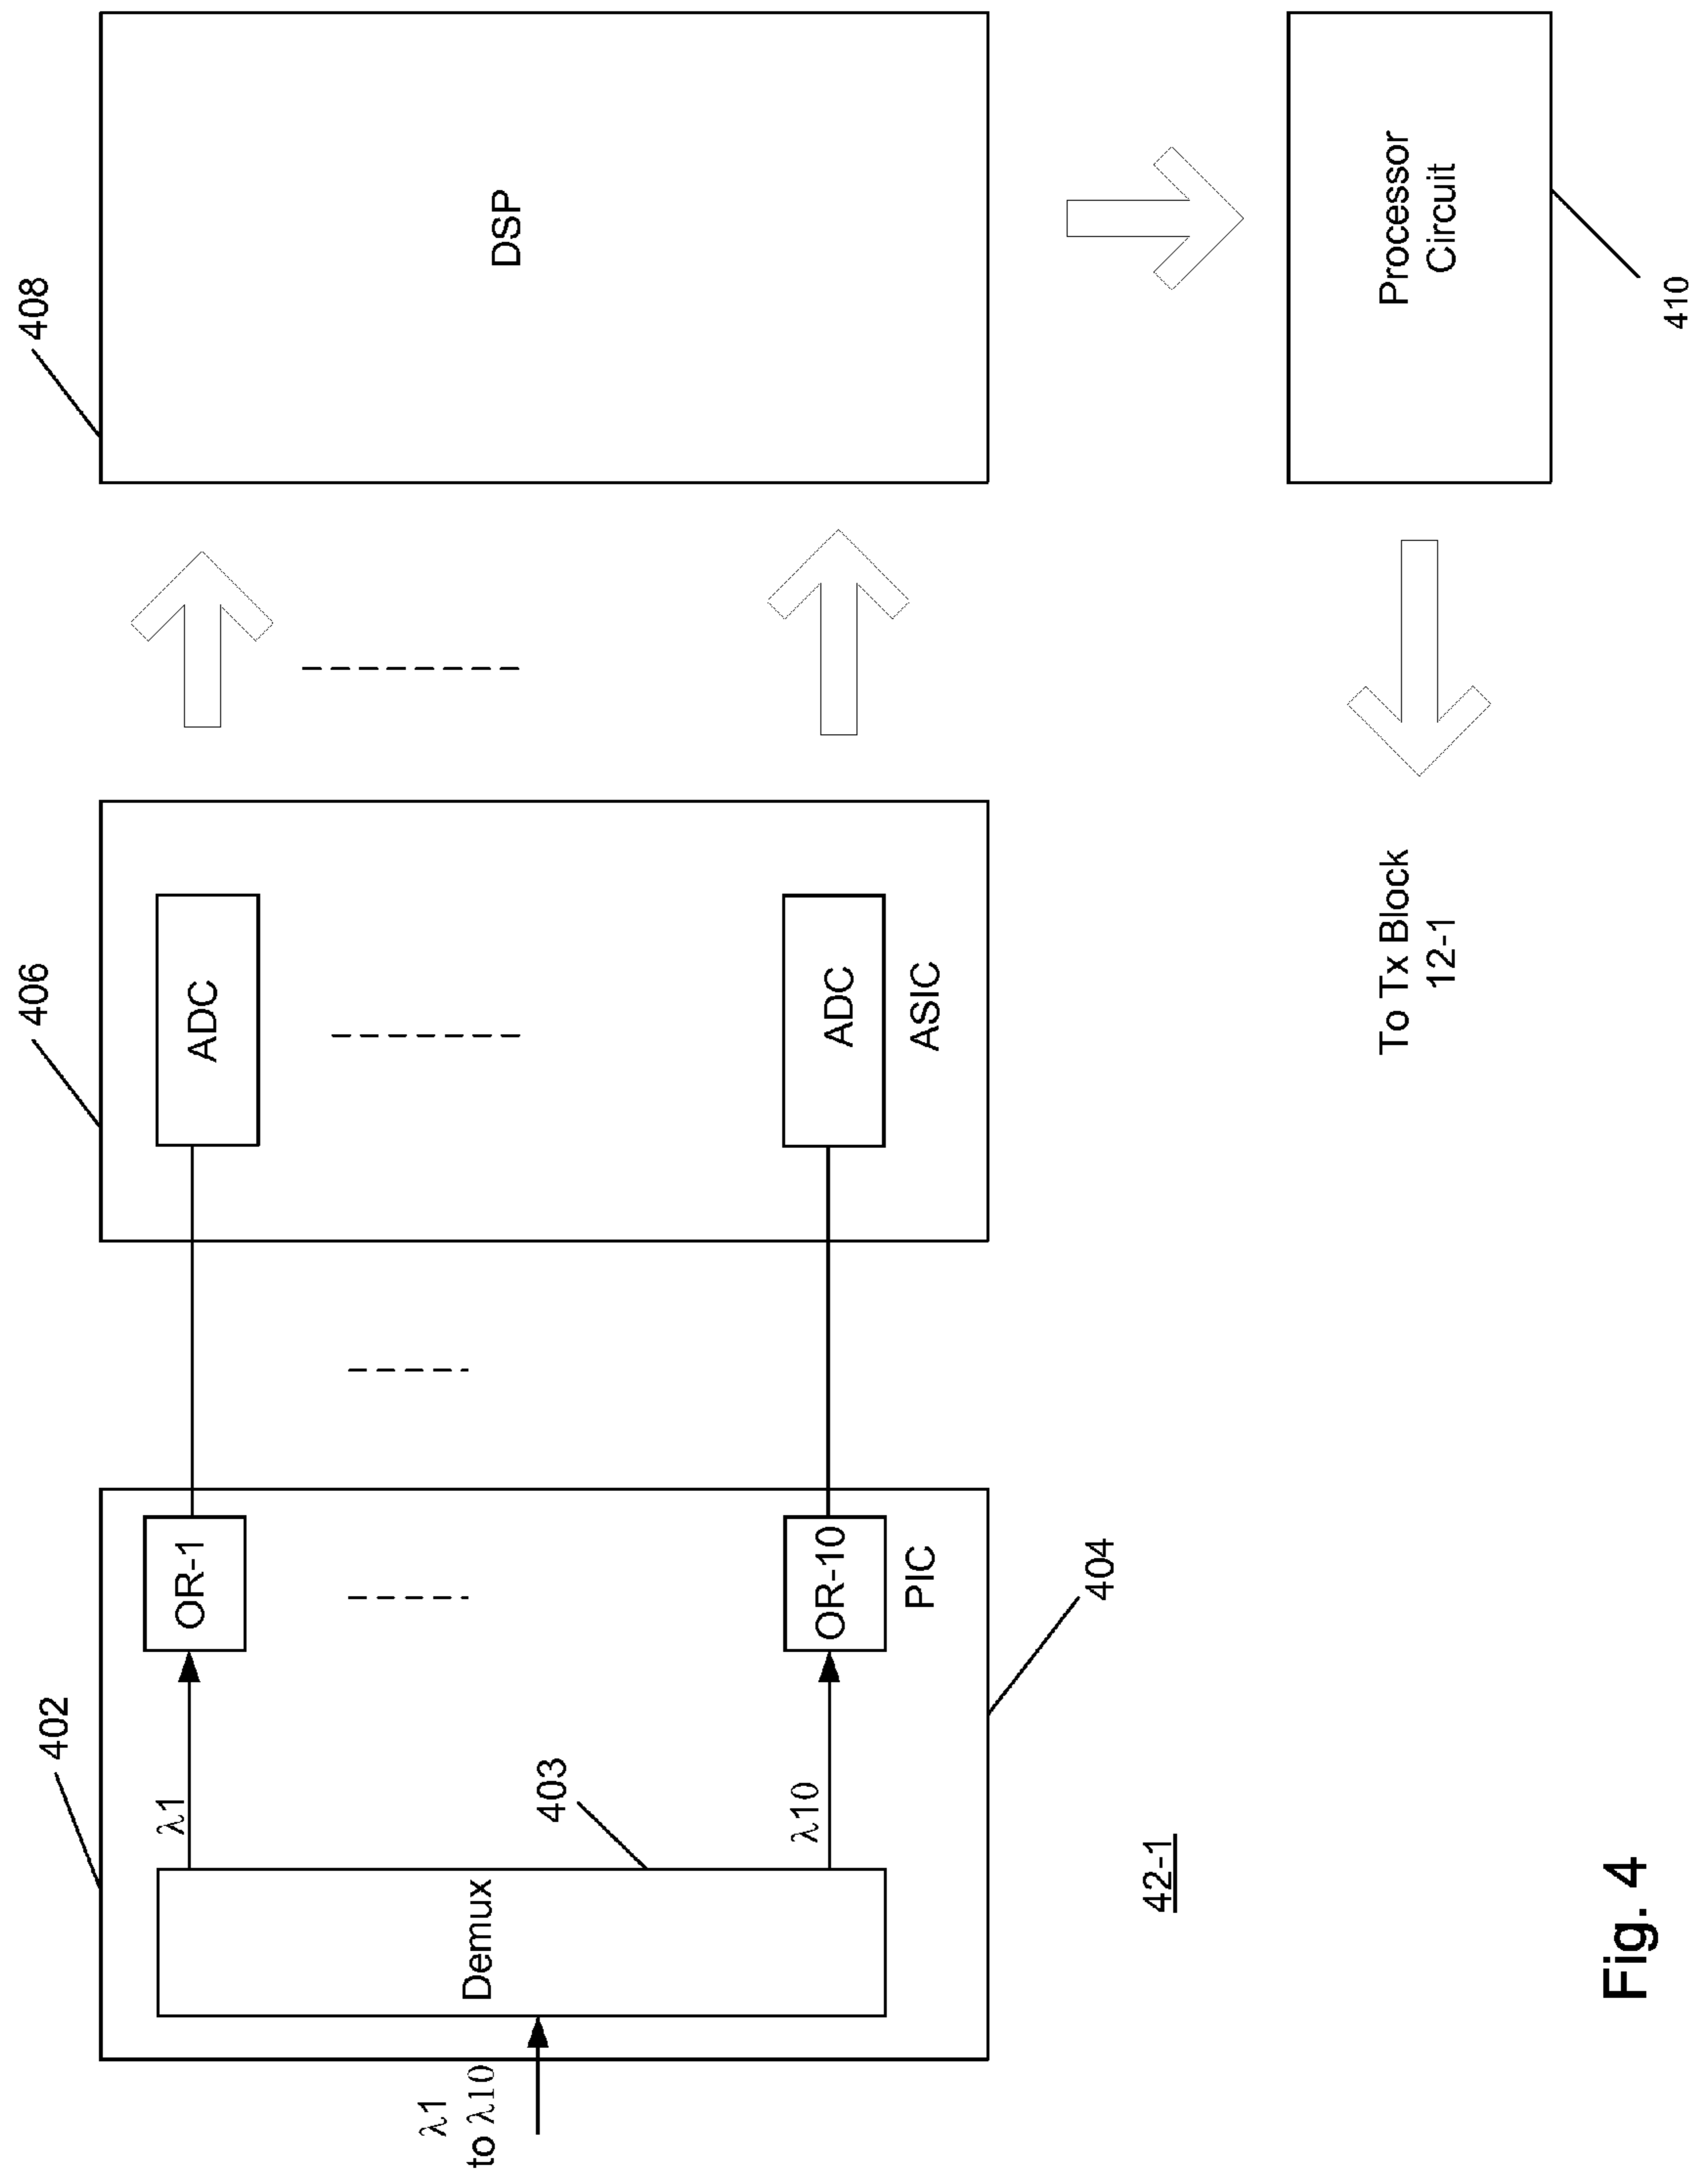 402
406
408
λ1
to λ10
Demux
403
λ1
λ10
OR-1
OR-10
PIC
404
ADC
ADC
ASIC
DSP
Processor
Circuit
410
To Tx Block
12-1
42-1
Fig. 4